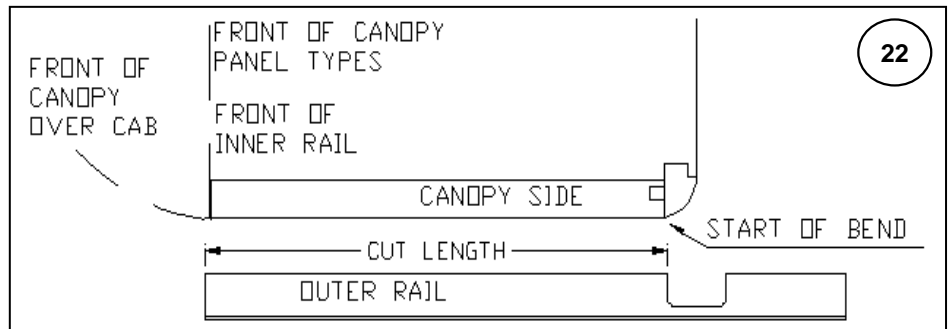 FRONT OF CANOPY
PANEL TYPES
22
FRONT OF
CANOPY
OVER CAB
FRONT OF
INNER RAIL
CANOPY SIDE
START OF BEND
CUT LENGTH
OUTER RAIL